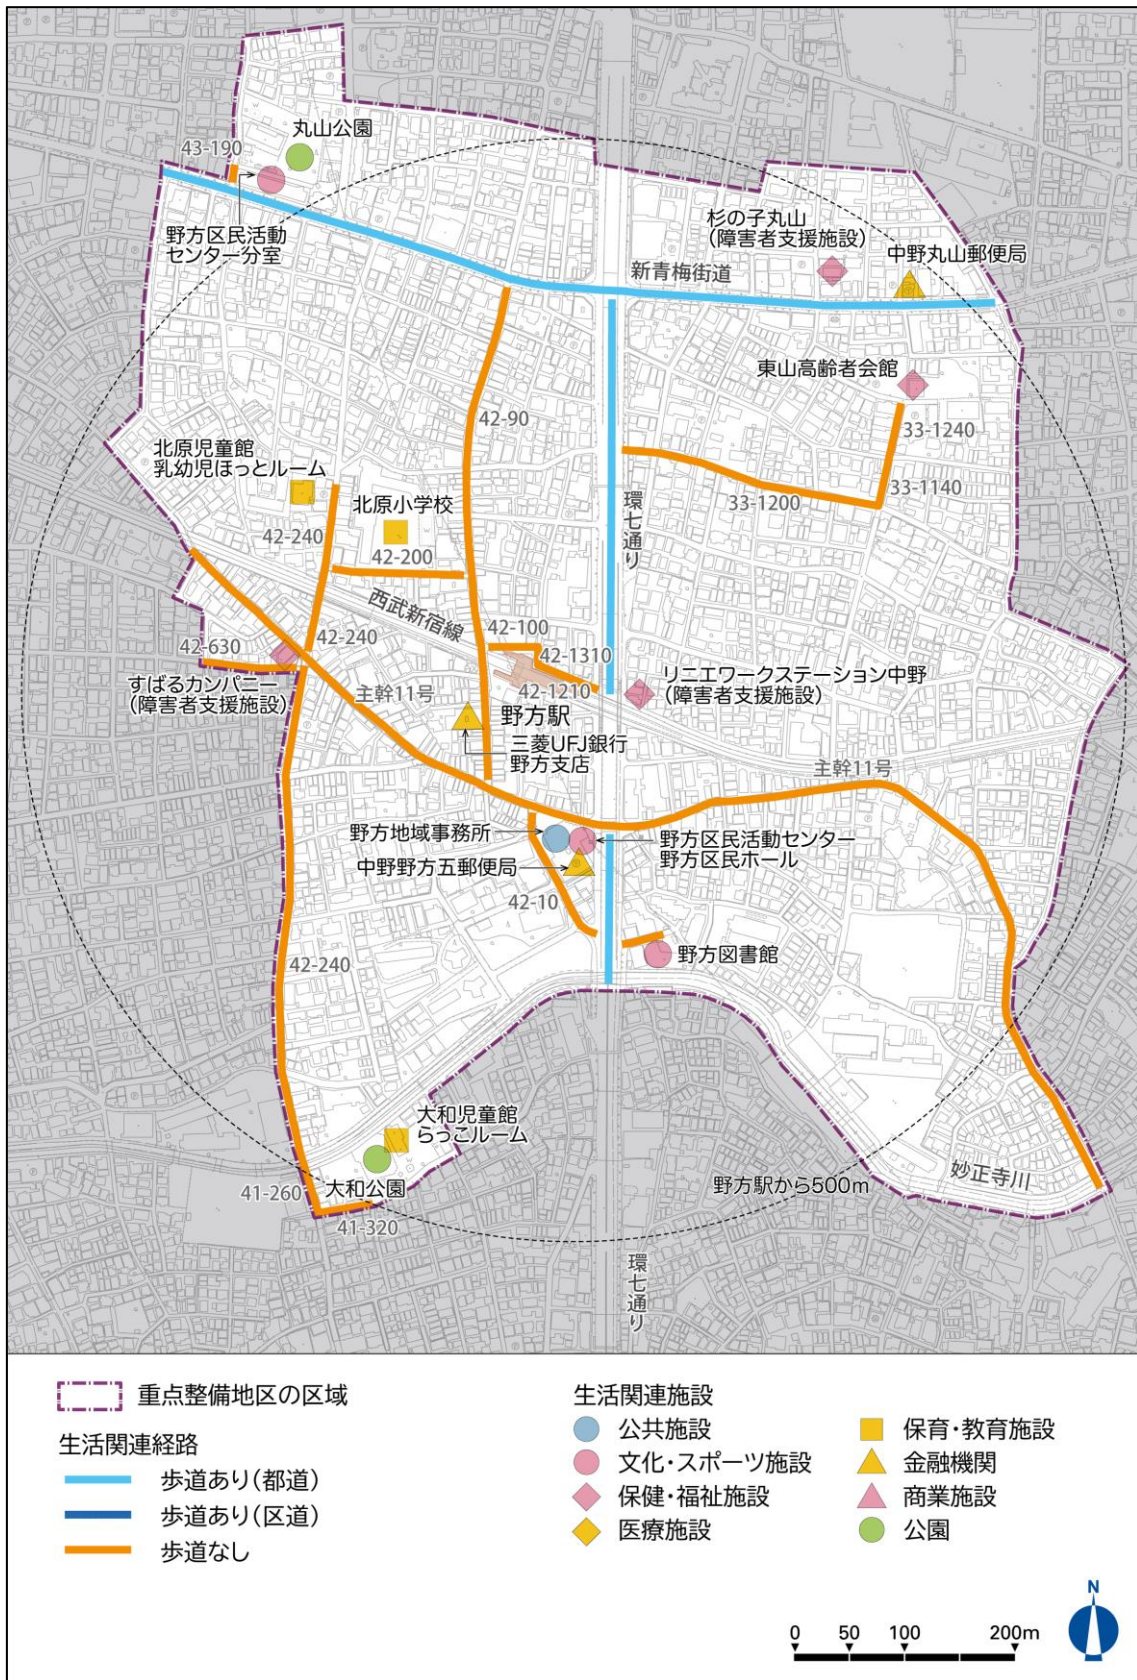 丸山公園
43-190
野方区民活動
センター分室
杉の子丸山
(障害者支援施設)
中野丸山郵便局
新青梅街道
東山高齢者会館
33-1240
33-1140
33-1200
42-90
環七通り
北原児童館
乳幼児ほっとルーム
北原小学校
42-240
42-200
西武新宿線
42-100
42-1310
42-1210
42-240
42-630
すばるカンパニー
(障害者支援施設)
主幹11号
野方駅
三菱UFJ銀行
野方支店
リニエワークステーション中野
(障害者支援施設)
主幹11号
野方地域事務所
野方区民活動センター
野方区民ホール
中野野方五郵便局
42-10
野方図書館
42-240
大和児童館
らっこルーム
大和公園
41-260
41-320
野方駅から500m
妙正寺川
環七通り
重点整備地区の区域
生活関連経路
歩道あり(都道)
歩道あり(区道)
歩道なし
生活関連施設
公共施設
文化・スポーツ施設
保健・福祉施設
医療施設
保育・教育施設
金融機関
商業施設
公園
N
0 50 100 200m